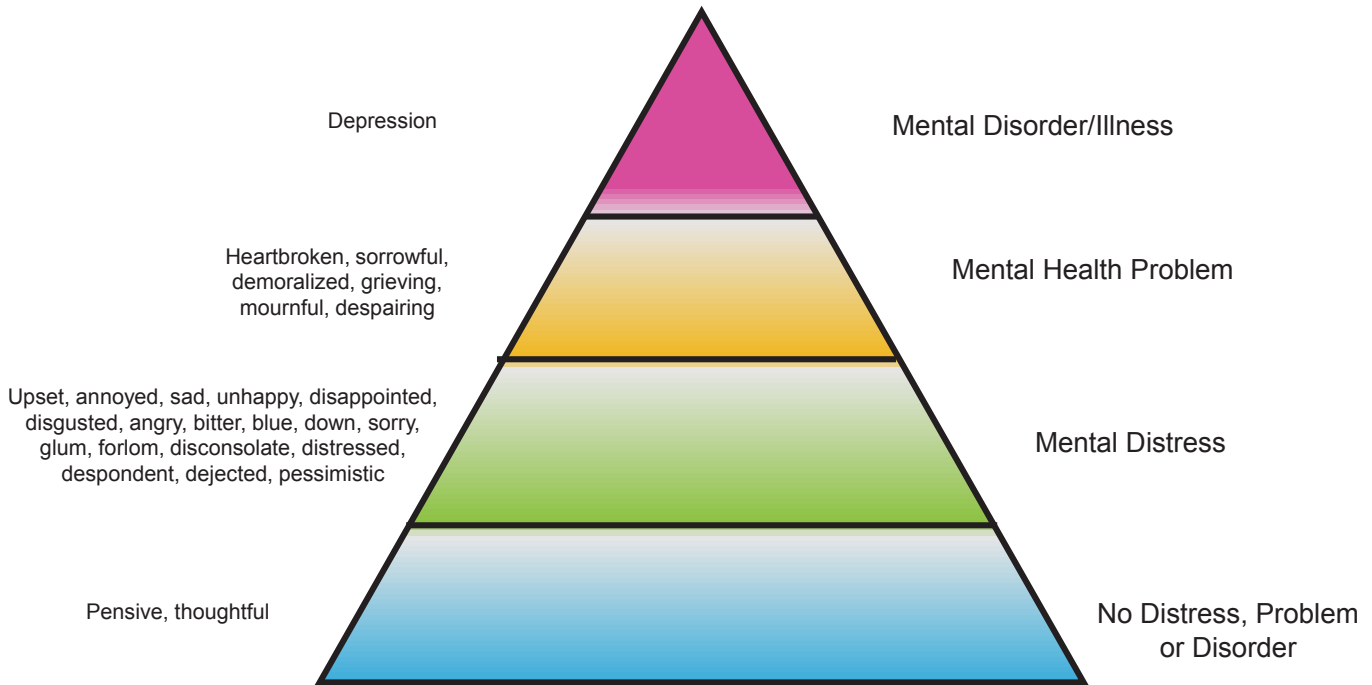 Depression
Mental Disorder/Illness
Heartbroken, sorrowful,
demoralized, grieving,
mournful, despairing
Mental Health Problem
Upset, annoyed, sad, unhappy, disappointed,
disgusted, angry, bitter, blue, down, sorry,
glum, forlom, disconsolate, distressed,
despondent, dejected, pessimistic
Mental Distress
Pensive, thoughtful
No Distress, Problem
or Disorder